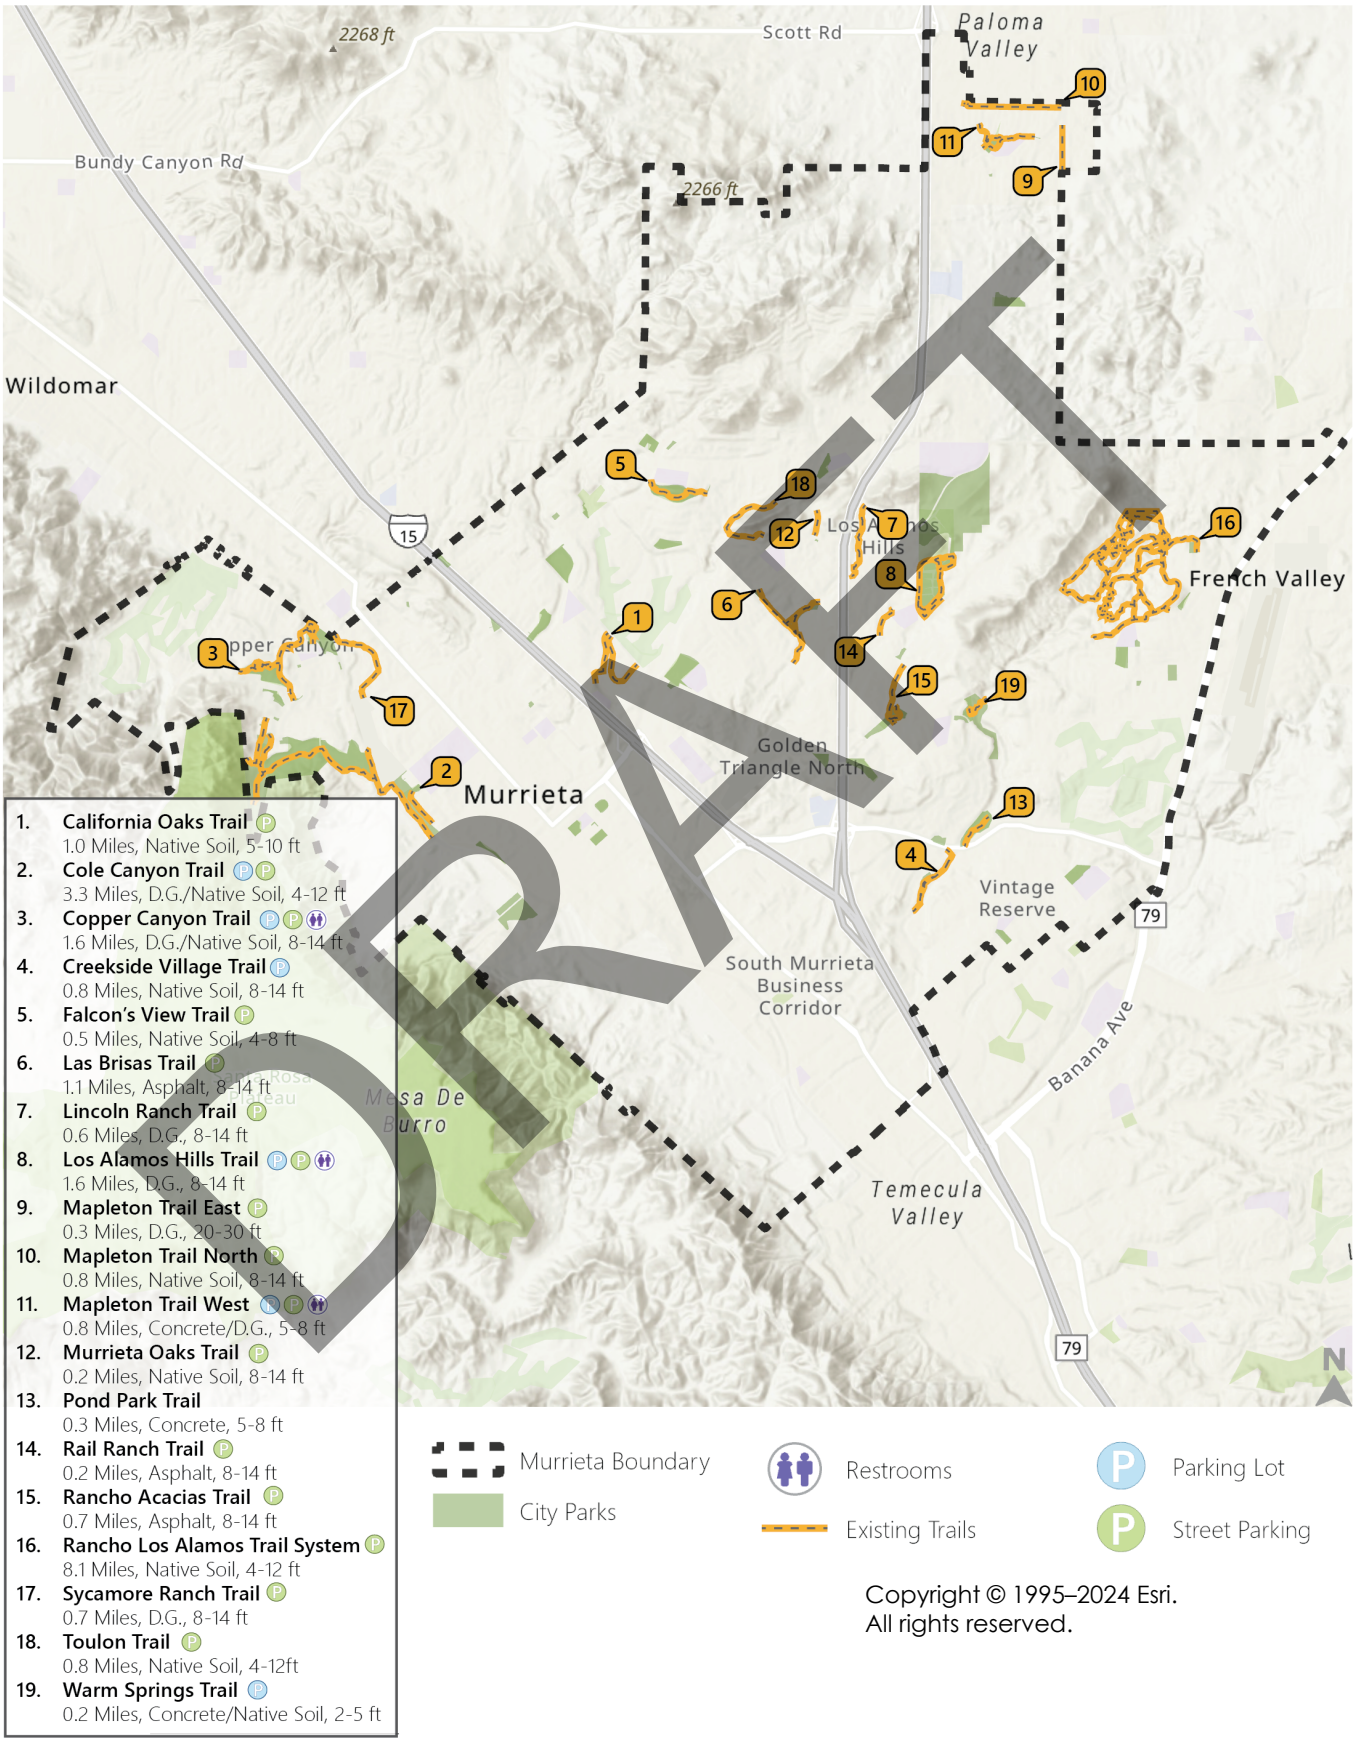 2268 ft
Scott Rd
Paloma
Valley
10
11
Bundy Canyon Rd
9
2266 ft
Wildomar
5
18
7
12
Los Alamos
Hills
16
15
8
French Valley
6
1
14
3
pper Canyon
15
19
17
Golden
Triangle North
2
Murrieta
13
4
Vintage
Reserve
79
South Murrieta
Business
Corridor
Banana Ave
Santa Rosa
Plateau
Mesa De
Burro
Temecula
Valley
79
N
DRAFT
1. California Oaks Trail P
1.0 Miles, Native Soil, 5-10 ft
2. Cole Canyon Trail P P
3.3 Miles, D.G./Native Soil, 4-12 ft
3. Copper Canyon Trail P P
1.6 Miles, D.G./Native Soil, 8-14 ft
4. Creekside Village Trail P
0.8 Miles, Native Soil, 8-14 ft
5. Falcon's View Trail P
0.5 Miles, Native Soil, 4-8 ft
6. Las Brisas Trail P
1.1 Miles, Asphalt, 8-14 ft
7. Lincoln Ranch Trail P
0.6 Miles, D.G., 8-14 ft
8. Los Alamos Hills Trail P P
1.6 Miles, D.G., 8-14 ft
9. Mapleton Trail East P
0.3 Miles, D.G., 20-30 ft
10. Mapleton Trail North P
0.8 Miles, Native Soil, 8-14 ft
11. Mapleton Trail West P P
0.8 Miles, Concrete/D.G., 5-8 ft
12. Murrieta Oaks Trail P
0.2 Miles, Native Soil, 8-14 ft
13. Pond Park Trail
0.3 Miles, Concrete, 5-8 ft
14. Rail Ranch Trail P
0.2 Miles, Asphalt, 8-14 ft
15. Rancho Acacias Trail P
0.7 Miles, Asphalt, 8-14 ft
16. Rancho Los Alamos Trail System P
8.1 Miles, Native Soil, 4-12 ft
17. Sycamore Ranch Trail P
0.7 Miles, D.G., 8-14 ft
18. Toulon Trail P
0.8 Miles, Native Soil, 4-12ft
19. Warm Springs Trail P
0.2 Miles, Concrete/Native Soil, 2-5 ft
Murrieta Boundary
City Parks
Restrooms
Existing Trails
P Parking Lot
P Street Parking
Copyright © 1995–2024 Esri.
All rights reserved.